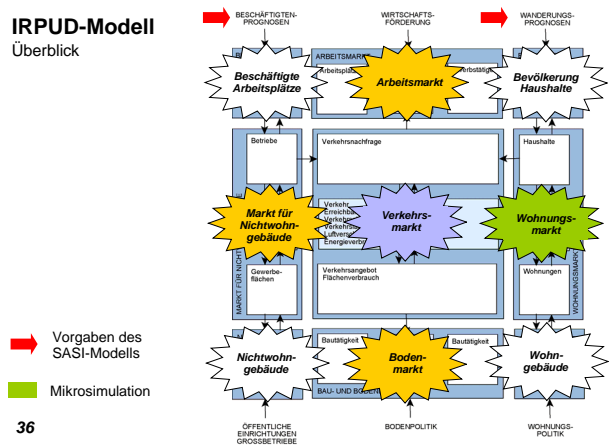 IRPUD-Modell
Überblick
BESCHÄFTIGTEN-
PROGNOSEN
WIRTSCHAFTS-
FÖRDERUNG
WANDERUNGS-
PROGNOSEN
ARBEITSMARKT
Beschäftigte
Arbeitsplätze
Arbeitsmarkt
Bevölkerung
Haushalte
Betriebe
Verkehrsnachfrage
Haushalte
Markt für
Nichtwohn-
gebäude
Verkehr
Verkehrs-
markt
Wohnungs-
markt
MARKT FÜR NICHT
WOHNUNGSMARK
Gewerbe-
flächen
Verkehrsangebot
Flächenverbrauch
Wohnungen
Nichtwohn-
gebäude
Bautätigkeit
Boden-
markt
Bautätigkeit
Wohn-
gebäude
BAU- UND BODEN
Vorgaben des
SASI-Modells
Mikrosimulation
36
ÖFFENTLICHE
EINRICHTUNGEN
GROSSBETRIEBE
BODENPOLITIK
WOHNUNGS-
POLITIK